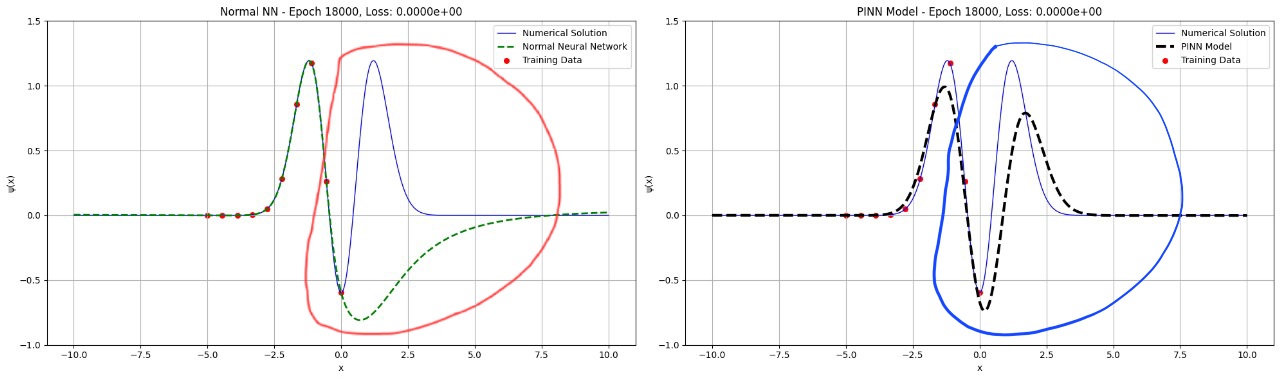 Normal NN - Epoch 18000, Loss: 0.0000e+00
Numerical Solution
Normal Neural Network
Training Data
1.5
1.0
0.5
0.0
−0.5
−1.0
ψ(x)
−10.0 −7.5 −5.0 −2.5 0.0 2.5 5.0 7.5 10.0
x
PINN Model - Epoch 18000, Loss: 0.0000e+00
Numerical Solution
PINN Model
Training Data
1.5
1.0
0.5
0.0
−0.5
−1.0
ψ(x)
−10.0 −7.5 −5.0 −2.5 0.0 2.5 5.0 7.5 10.0
x